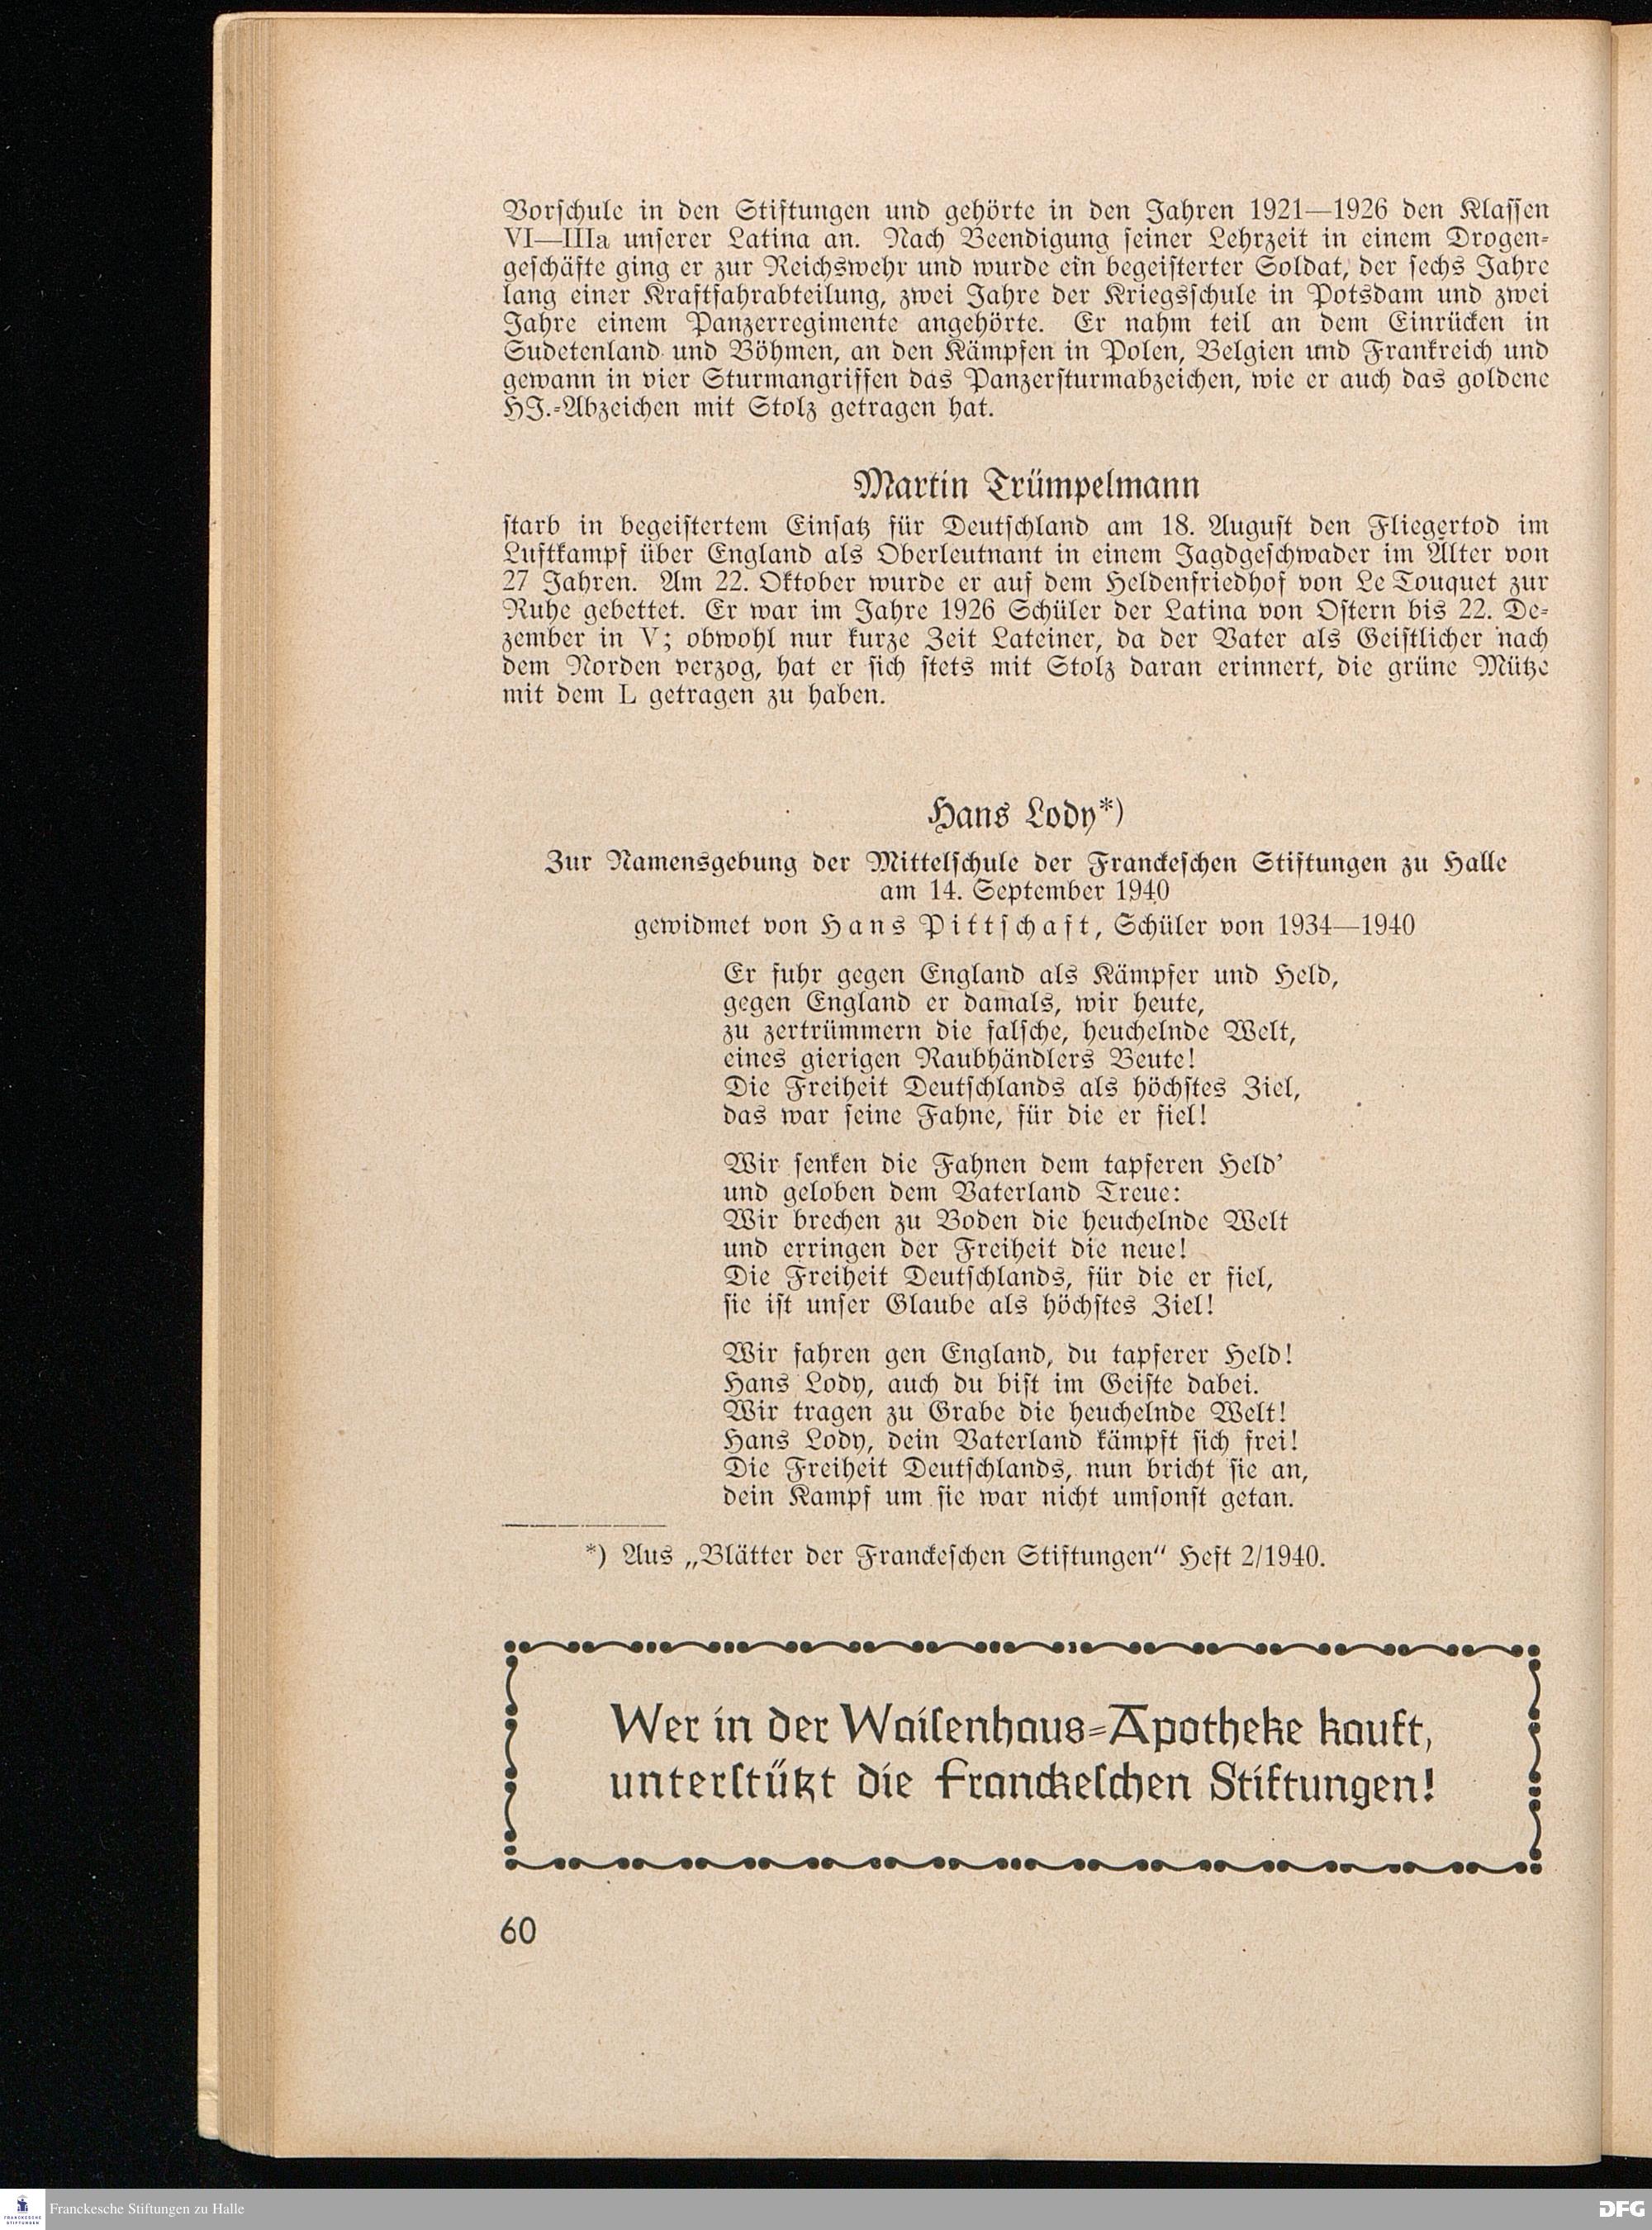 Vorschule in den Stiftungen und gehörte in den Jahren 1921—1926 den Klassen
VI—IIIa unserer Latina an. Nach Beendigung seiner Lehrzeit in einem Drogen-
geschäfte ging er zur Reichswehr und wurde ein begeisterter Soldat, der sechs Jahre
lang einer Kraftfahrabteilung, zwei Jahre der Kriegsschule in Potsdam und zwei
Jahre einem Panzerregimente angehörte. Er nahm teil an dem Einrücken in
Sudetenland und Böhmen, an den Kämpfen in Polen, Belgien und Frankreich und
gewann in vier Sturmangriffen das Panzersturmabzeichen, wie er auch das goldene
HJ.-Abzeichen mit Stolz getragen hat.
Martin Trümpelmann
starb in begeistertem Einsatz für Deutschland am 18. August den Fliegertod im
Luftkampf über England als Oberleutnant in einem Jagdgeschwader im Alter von
27 Jahren. Am 22. Oktober wurde er auf dem Heldenfriedhof von Le Touquet zur
Ruhe gebettet. Er war im Jahre 1926 Schüler der Latina von Ostern bis 22. De-
zember in V; obwohl nur kurze Zeit Lateiner, da der Vater als Geistlicher nach
dem Norden verzog, hat er sich stets mit Stolz daran erinnert, die grüne Mütze
mit dem L getragen zu haben.
Hans Lody*)
Zur Namensgebung der Mittelschule der Franckeschen Stiftungen zu Halle
am 14. September 1940
gewidmet von Hans Pittschaft, Schüler von 1934—1940
Er fuhr gegen England als Kämpfer und Held,
gegen England er damals, wir heute,
zu zertrümmern die falsche, heuchelnde Welt,
eines gierigen Raubhändlers Beute!
Die Freiheit Deutschlands als höchstes Ziel,
das war seine Fahne, für die er fiel!
Wir senken die Fahnen dem tapferen Held'
und geloben dem Vaterland Treue:
Wir brechen zu Boden die heuchelnde Welt
und erringen der Freiheit die neue!
Die Freiheit Deutschlands, für die er fiel,
sie ist unser Glaube als höchstes Ziel!
Wir fahren gen England, du tapferer Held!
Hans Lody, auch du bist im Geiste dabei.
Wir tragen zu Grabe die heuchelnde Welt!
Hans Lody, dein Vaterland kämpft sich frei!
Die Freiheit Deutschlands, nun bricht sie an,
dein Kampf um sie war nicht umsonst getan.
*) Aus „Blätter der Franckeschen Stiftungen“ Heft 2/1940.
Wer in der Waisenhaus-Apotheke kauft,
unterstützt die Franckeschen Stiftungen!
60
FRANCKESCHE STIFTUNGEN
Franckesche Stiftungen zu Halle
DFG